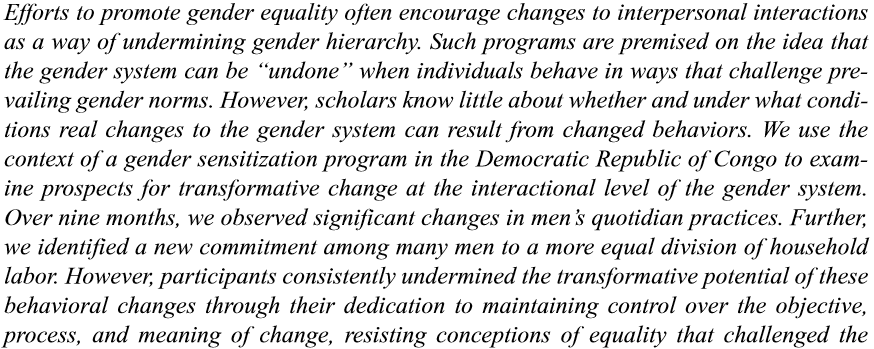 Efforts to promote gender equality often encourage changes to interpersonal interactions
as a way of undermining gender hierarchy. Such programs are premised on the idea that
the gender system can be “undone” when individuals behave in ways that challenge pre-
vailing gender norms. However, scholars know little about whether and under what condi-
tions real changes to the gender system can result from changed behaviors. We use the
context of a gender sensitization program in the Democratic Republic of Congo to exam-
ine prospects for transformative change at the interactional level of the gender system.
Over nine months, we observed significant changes in men’s quotidian practices. Further,
we identified a new commitment among many men to a more equal division of household
labor. However, participants consistently undermined the transformative potential of these
behavioral changes through their dedication to maintaining control over the objective,
process, and meaning of change, resisting conceptions of equality that challenged the